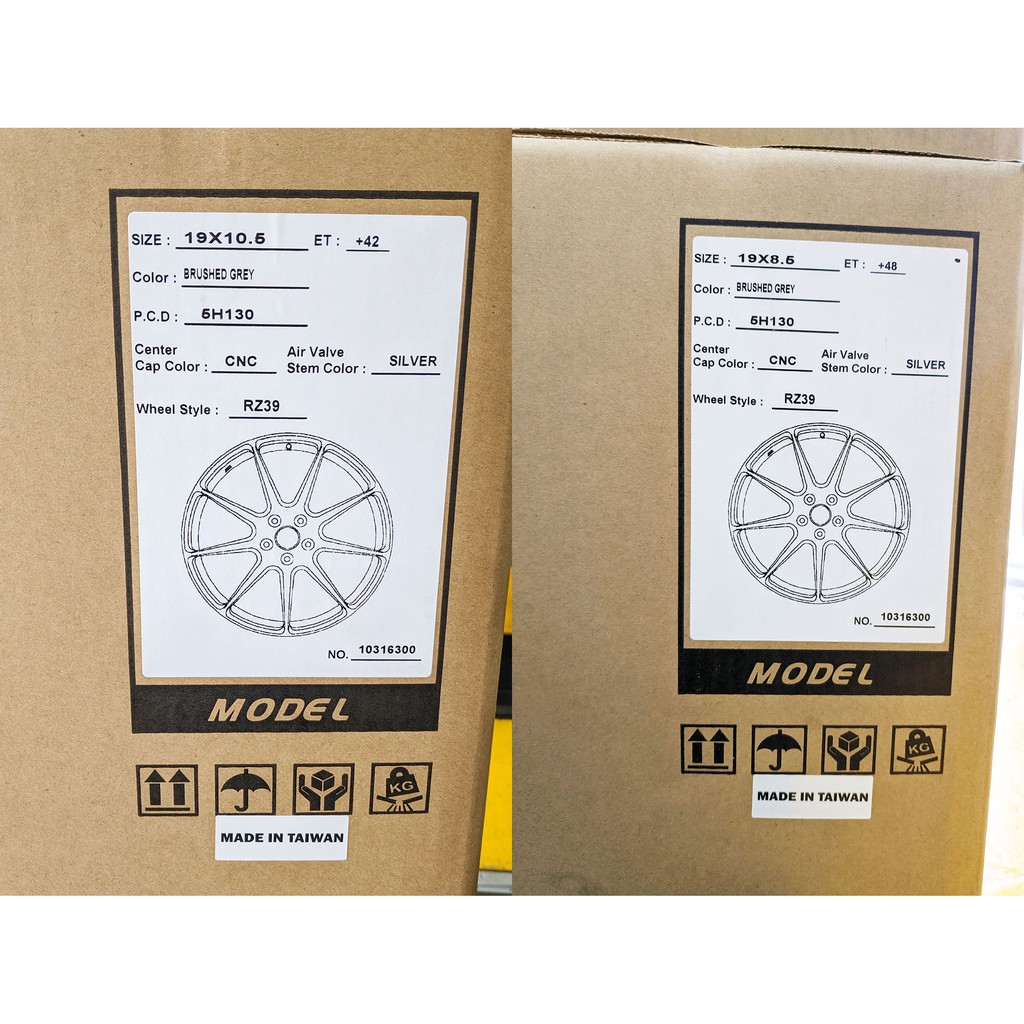 SIZE : 19X10.5 ET : +42
Color : BRUSHED GREY
P.C.D : 5H130
Center
Cap Color : CNC
Air Valve
Stem Color : SILVER
Wheel Style : RZ39
NO. 10316300
MODEL
KG
MADE IN TAIWAN
SIZE : 19X8.5 ET : +48
Color : BRUSHED GREY
P.C.D : 5H130
Center
Cap Color : CNC
Air Valve
Stem Color : SILVER
Wheel Style : RZ39
NO. 10316300
MODEL
KG
MADE IN TAIWAN